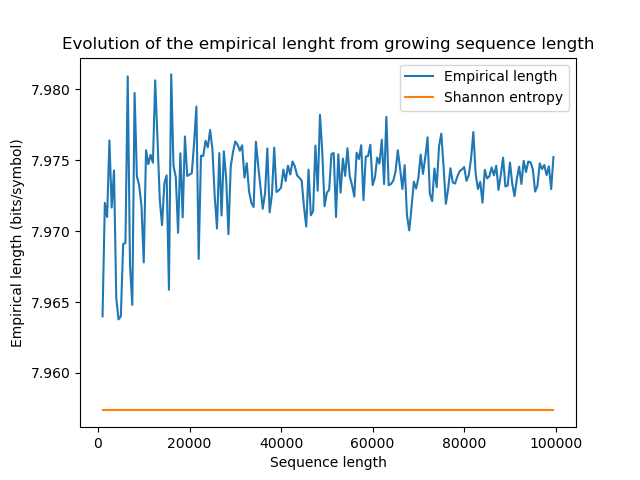 Evolution of the empirical lenght from growing sequence length
Empirical length
Shannon entropy
Empirical length (bits/symbol)
7.980
7.975
7.970
7.965
7.960
0 20000 40000 60000 80000 100000
Sequence length